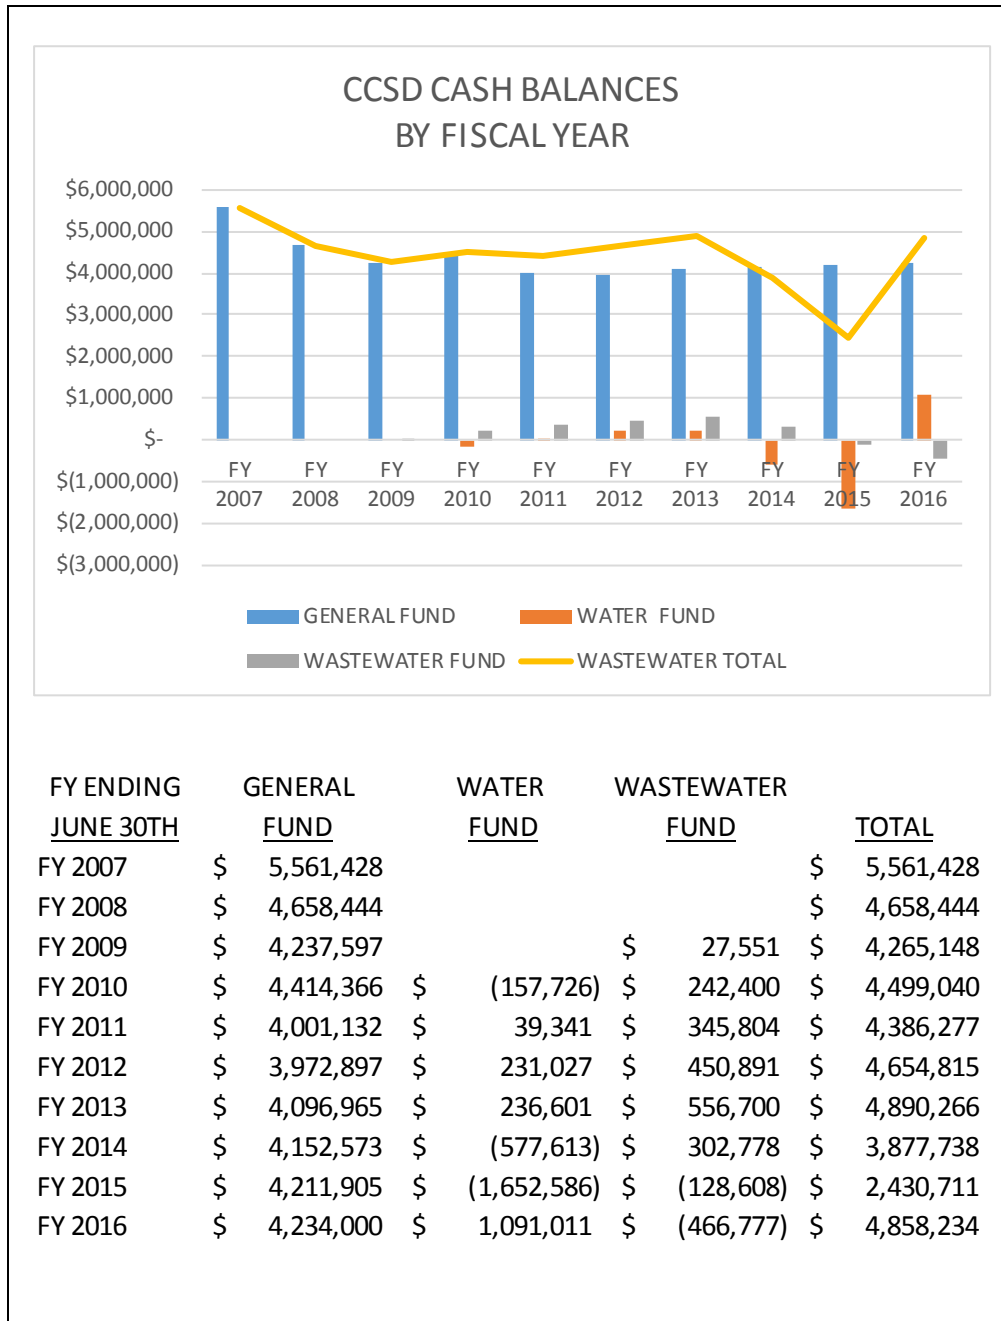 CCSD CASH BALANCES
BY FISCAL YEAR
$6,000,000
$5,000,000
$4,000,000
$3,000,000
$2,000,000
$1,000,000
$-
$(1,000,000)
$(2,000,000)
$(3,000,000)
FY FY FY FY FY FY FY FY FY FY
2007 2008 2009 2010 2011 2012 2013 2014 2015 2016
GENERAL FUND WATER FUND
WASTEWATER FUND WASTEWATER TOTAL
FY ENDING GENERAL WATER WASTEWATER
JUNE 30TH FUND FUND FUND TOTAL
FY 2007 $ 5,561,428 $ 5,561,428
FY 2008 $ 4,658,444 $ 4,658,444
FY 2009 $ 4,237,597 $ 27,551 $ 4,265,148
FY 2010 $ 4,414,366 $ (157,726) $ 242,400 $ 4,499,040
FY 2011 $ 4,001,132 $ 39,341 $ 345,804 $ 4,386,277
FY 2012 $ 3,972,897 $ 231,027 $ 450,891 $ 4,654,815
FY 2013 $ 4,096,965 $ 236,601 $ 556,700 $ 4,890,266
FY 2014 $ 4,152,573 $ (577,613) $ 302,778 $ 3,877,738
FY 2015 $ 4,211,905 $ (1,652,586) $ (128,608) $ 2,430,711
FY 2016 $ 4,234,000 $ 1,091,011 $ (466,777) $ 4,858,234